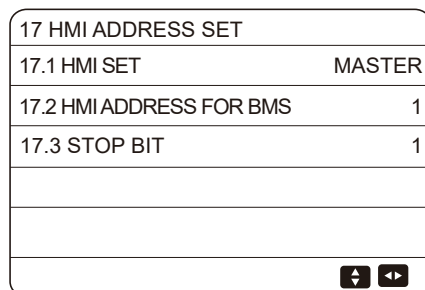 17 HMI ADDRESS SET
17.1 HMI SET MASTER
17.2 HMI ADDRESS FOR BMS 1
17.3 STOP BIT 1